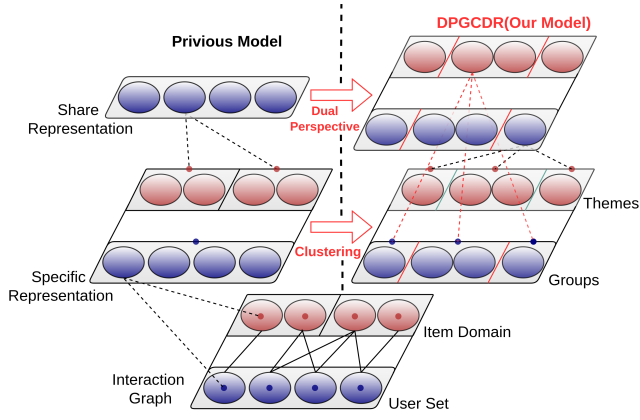 DPGCDR(Our Model)
Privious Model
Share
Representation
Dual
Perspective
Themes
Clustering
Specific
Representation
Groups
Item Domain
Interaction
Graph
User Set